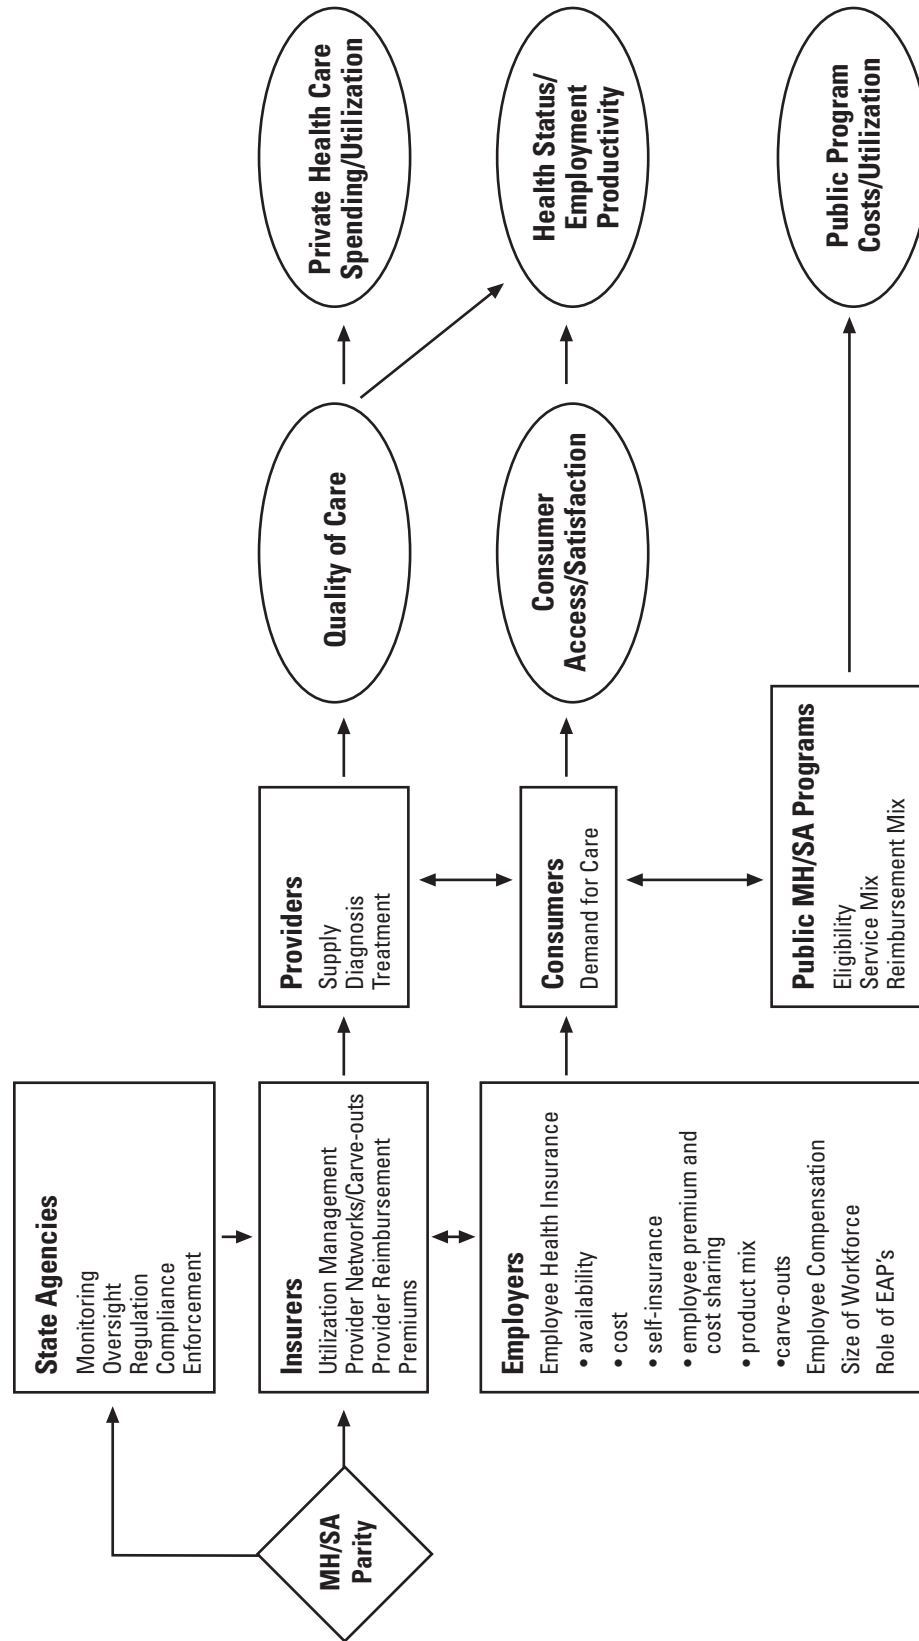 MH/SA
Parity
State Agencies
Monitoring
Oversight
Regulation
Compliance
Enforcement
Insurers
Utilization Management
Provider Networks/Carve-outs
Provider Reimbursement
Premiums
Employers
Employee Health Insurance
• availability
• cost
• self-insurance
• employee premium and
cost sharing
• product mix
•carve-outs
Employee Compensation
Size of Workforce
Role of EAP's
Providers
Supply
Diagnosis
Treatment
Consumers
Demand for Care
Public MH/SA Programs
Eligibility
Service Mix
Reimbursement Mix
Quality of Care
Consumer
Access/Satisfaction
Private Health Care
Spending/Utilization
Health Status/
Employment
Productivity
Public Program
Costs/Utilization